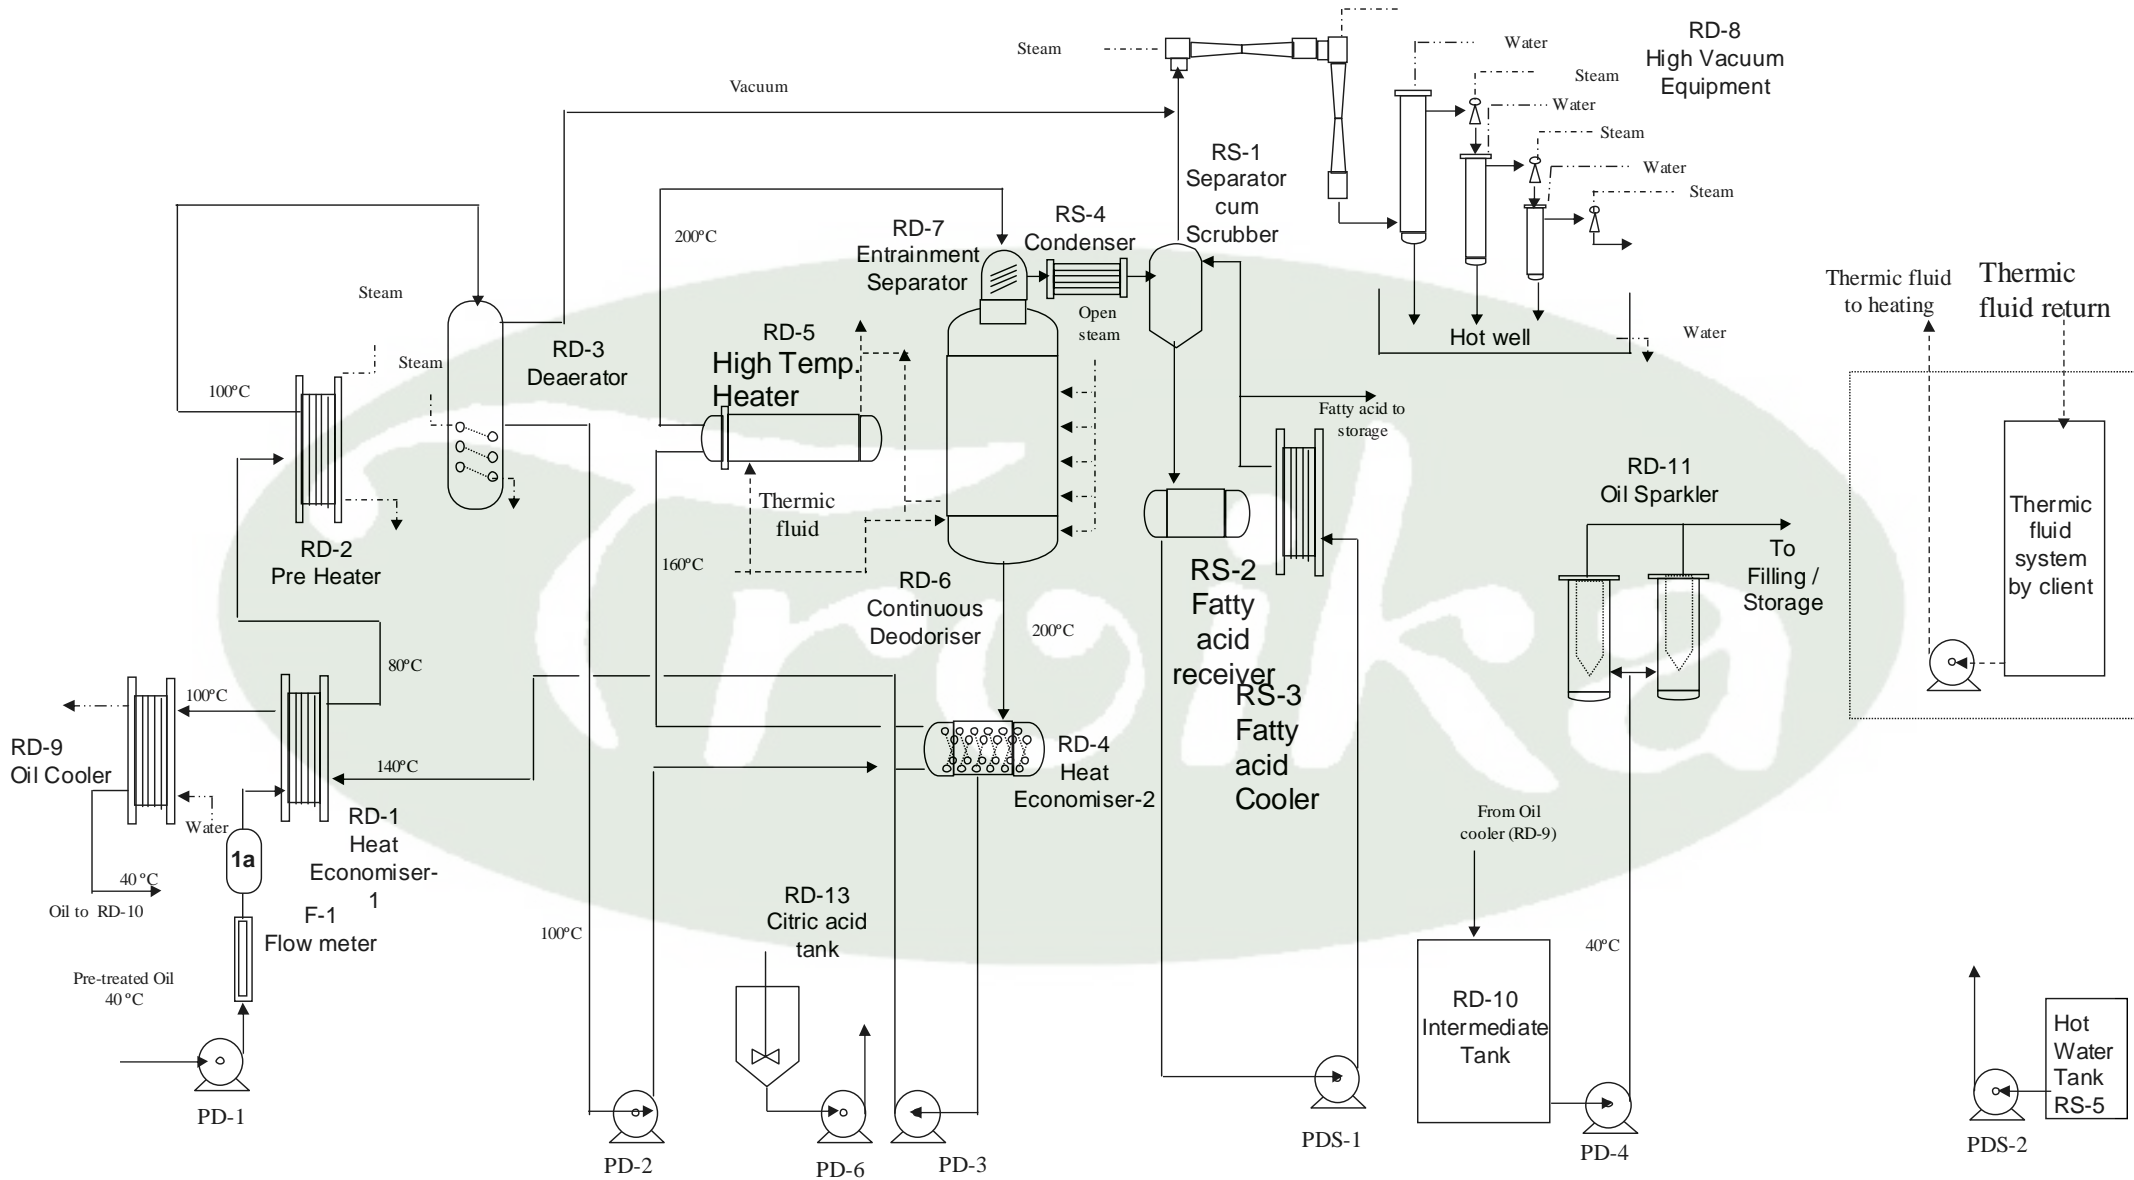 Steam
Water
RD-8
High Vacuum
Equipment
Steam
Water
Steam
Water
Steam
Vacuum
RS-1
Separator
cum
Scrubber
RS-4
Condenser
RD-7
Entrainment
Separator
200°C
Steam
Steam
RD-3
Deaerator
RD-5
High Temp.
Heater
Open
steam
Hot well
Water
Thermic fluid
to heating
Thermic
fluid return
100°C
Fatty acid to
storage
RD-11
Oil Sparkler
Thermic
fluid
Thermic
fluid
system
by client
RD-2
Pre Heater
160°C
RD-6
Continuous
Deodoriser
200°C
RS-2
Fatty
acid
receiver
To
Filling /
Storage
80°C
100°C
RS-3
Fatty
acid
Cooler
RD-9
Oil Cooler
140°C
RD-4
Heat
Economiser-2
Water
RD-1
Heat
Economiser-
1
1a
From Oil
cooler (RD-9)
40 °C
Oil to RD-10
F-1
Flow meter
RD-13
Citric acid
tank
100°C
40°C
Pre-treated Oil
40 °C
RD-10
Intermediate
Tank
Hot
Water
Tank
RS-5
PD-1
PD-2
PD-6
PD-3
PDS-1
PD-4
PDS-2
Troika